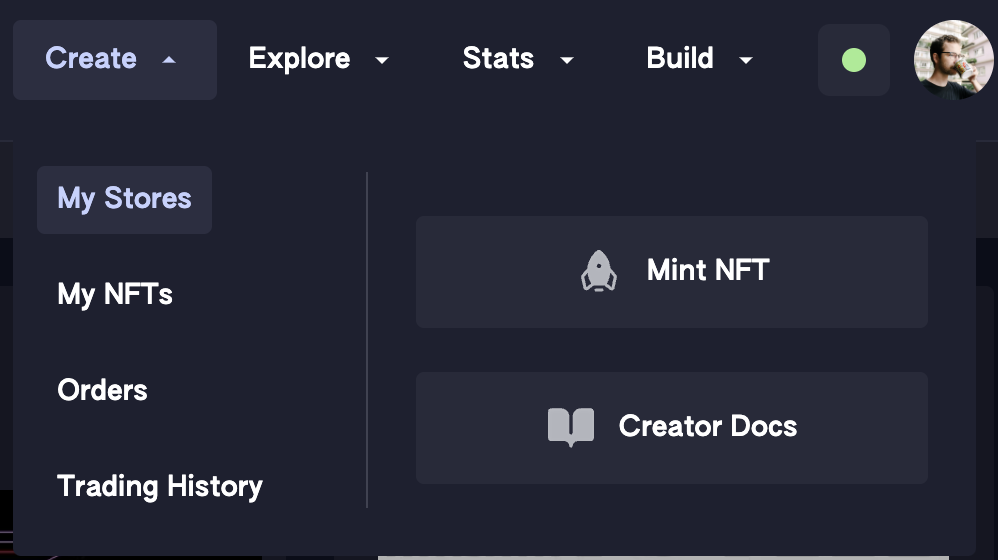 Create
Explore
Stats
Build
My Stores
My NFTs
Orders
Trading History
Mint NFT
Creator Docs